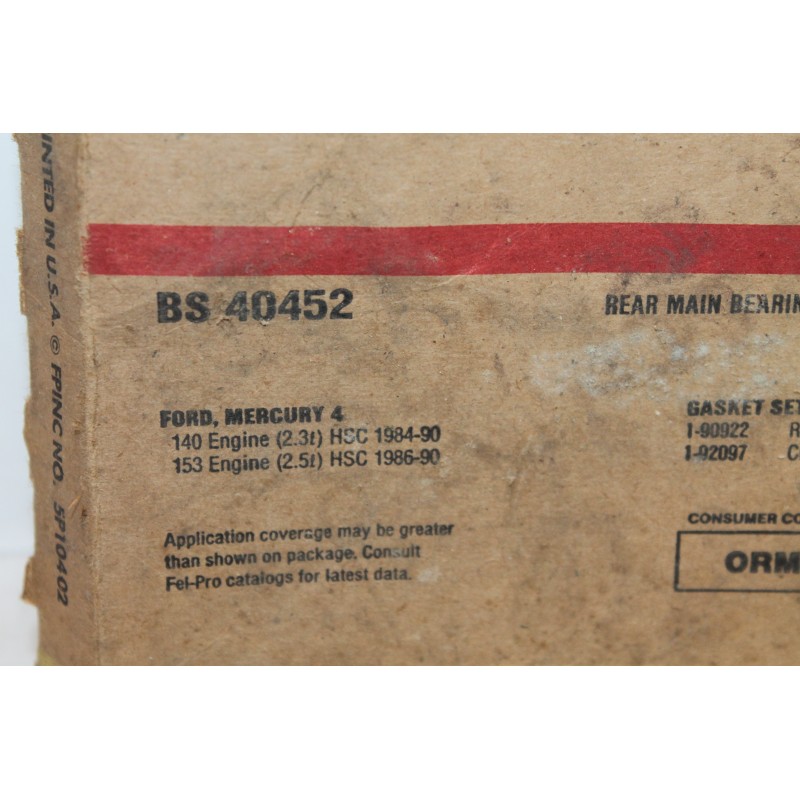 BS 40452
REAR MAIN BEARIN
FORD, MERCURY 4
140 Engine (2.3ℓ) HSC 1984-90
153 Engine (2.5ℓ) HSC 1986-90
GASKET SET
1-90922 R
1-92097 C
Application coverage may be greater
than shown on package. Consult
Fel-Pro catalogs for latest data.
CONSUMER CO
ORM
INTED IN U.S.A. © FPINC NO. 5P10402